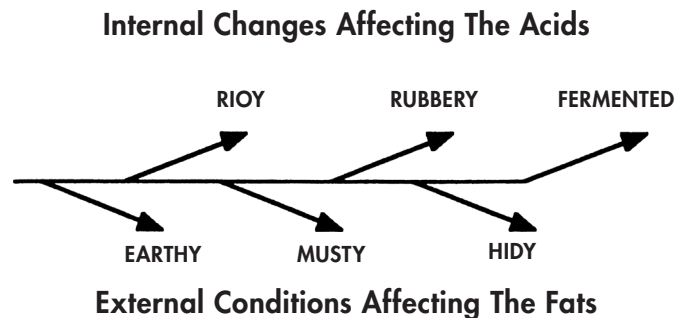 Internal Changes Affecting The Acids
RIOY RUBBERY FERMENTED
EARTHY MUSTY HIDY
External Conditions Affecting The Fats